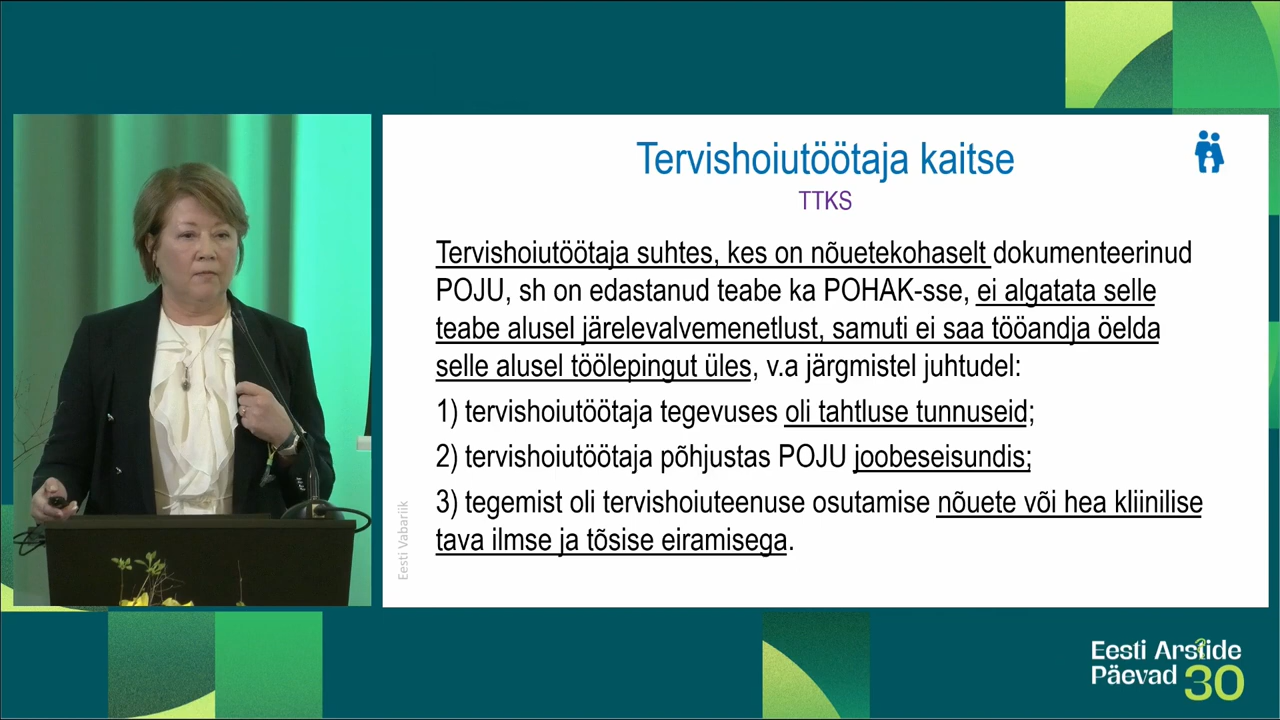 Tervishoiutöötaja kaitse
TTKS
Tervishoiutöötaja suhtes, kes on nõuetekohaselt dokumenteerinud
POJU, sh on edastanud teabe ka POHAK-sse, ei algatata selle
teabe alusel järelevalvemenetlust, samuti ei saa tööandja öelda
selle alusel töölepingut üles, v.a järgmistel juhtudel:
1) tervishoiutöötaja tegevuses oli tahtluse tunnuseid;
2) tervishoiutöötaja põhjustas POJU joobeseisundis;
3) tegemist oli tervishoiuteenuse osutamise nõuete või hea kliinilise
tava ilmse ja tõsise eiramisega.
Eesti Vabariik
Eesti Arstide
Päevad 30